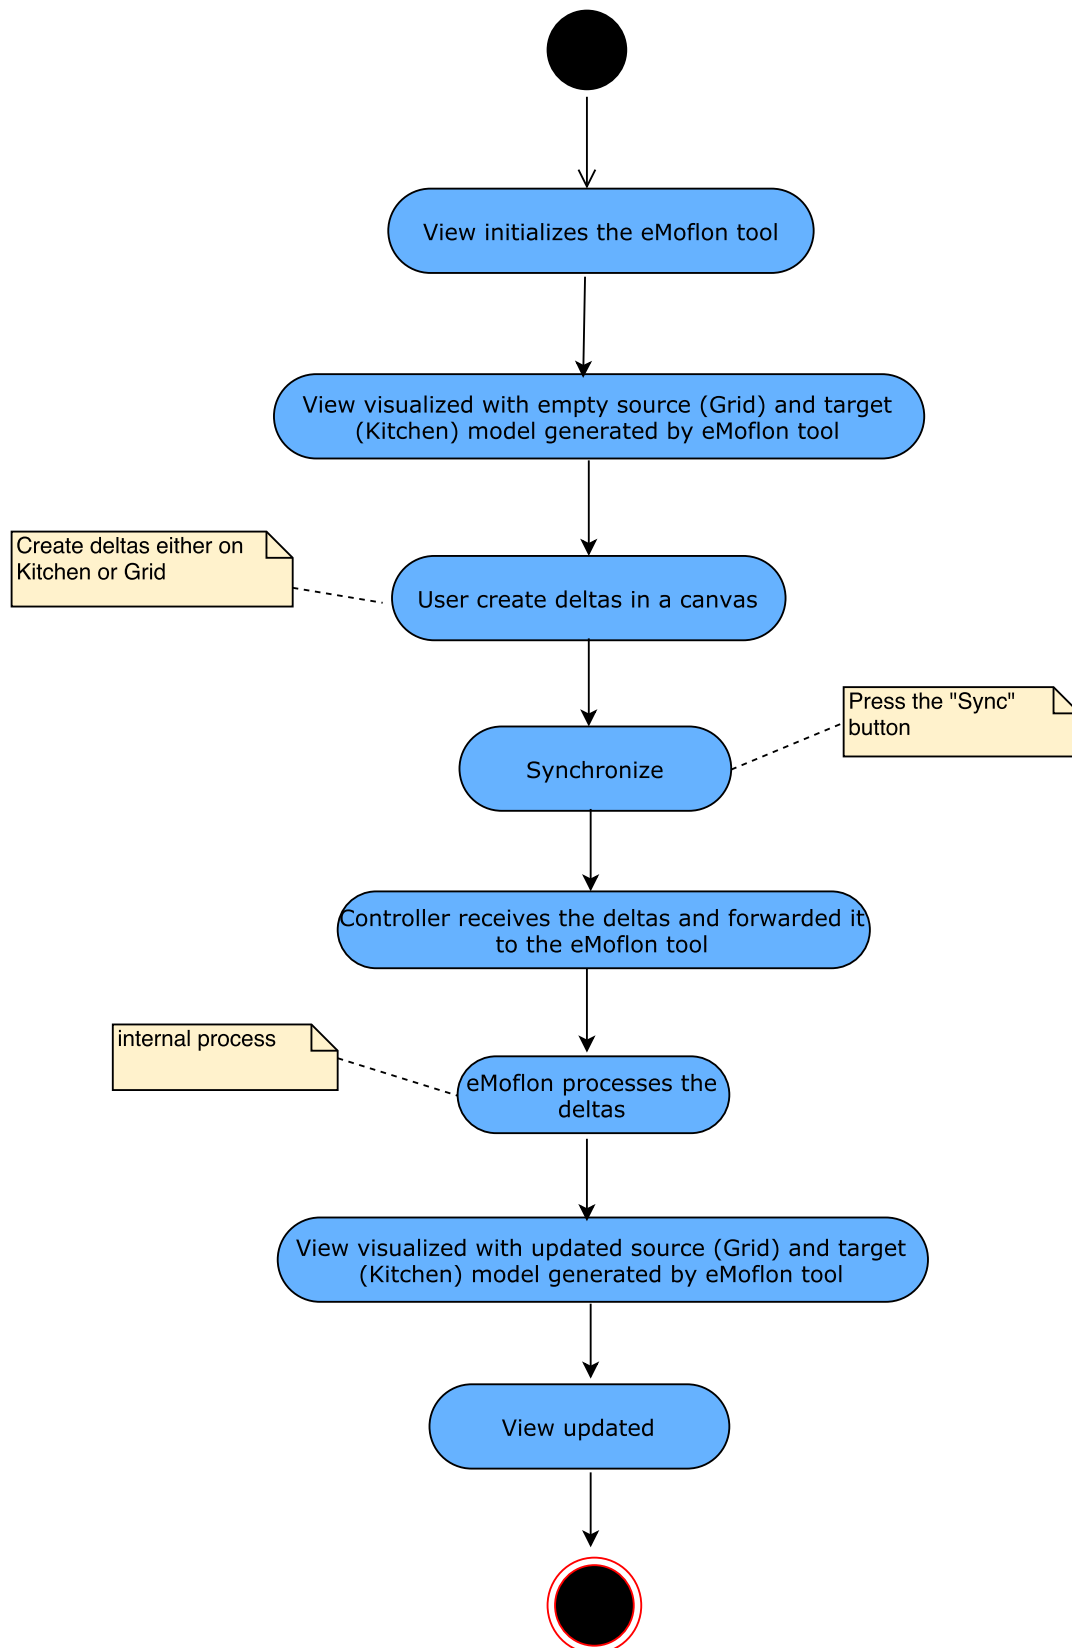 View initializes the eMoflon tool
View visualized with empty source (Grid) and target
(Kitchen) model generated by eMoflon tool
Create deltas either on
Kitchen or Grid
User create deltas in a canvas
Press the "Sync"
button
Synchronize
Controller receives the deltas and forwarded it
to the eMoflon tool
internal process
eMoflon processes the
deltas
View visualized with updated source (Grid) and target
(Kitchen) model generated by eMoflon tool
View updated